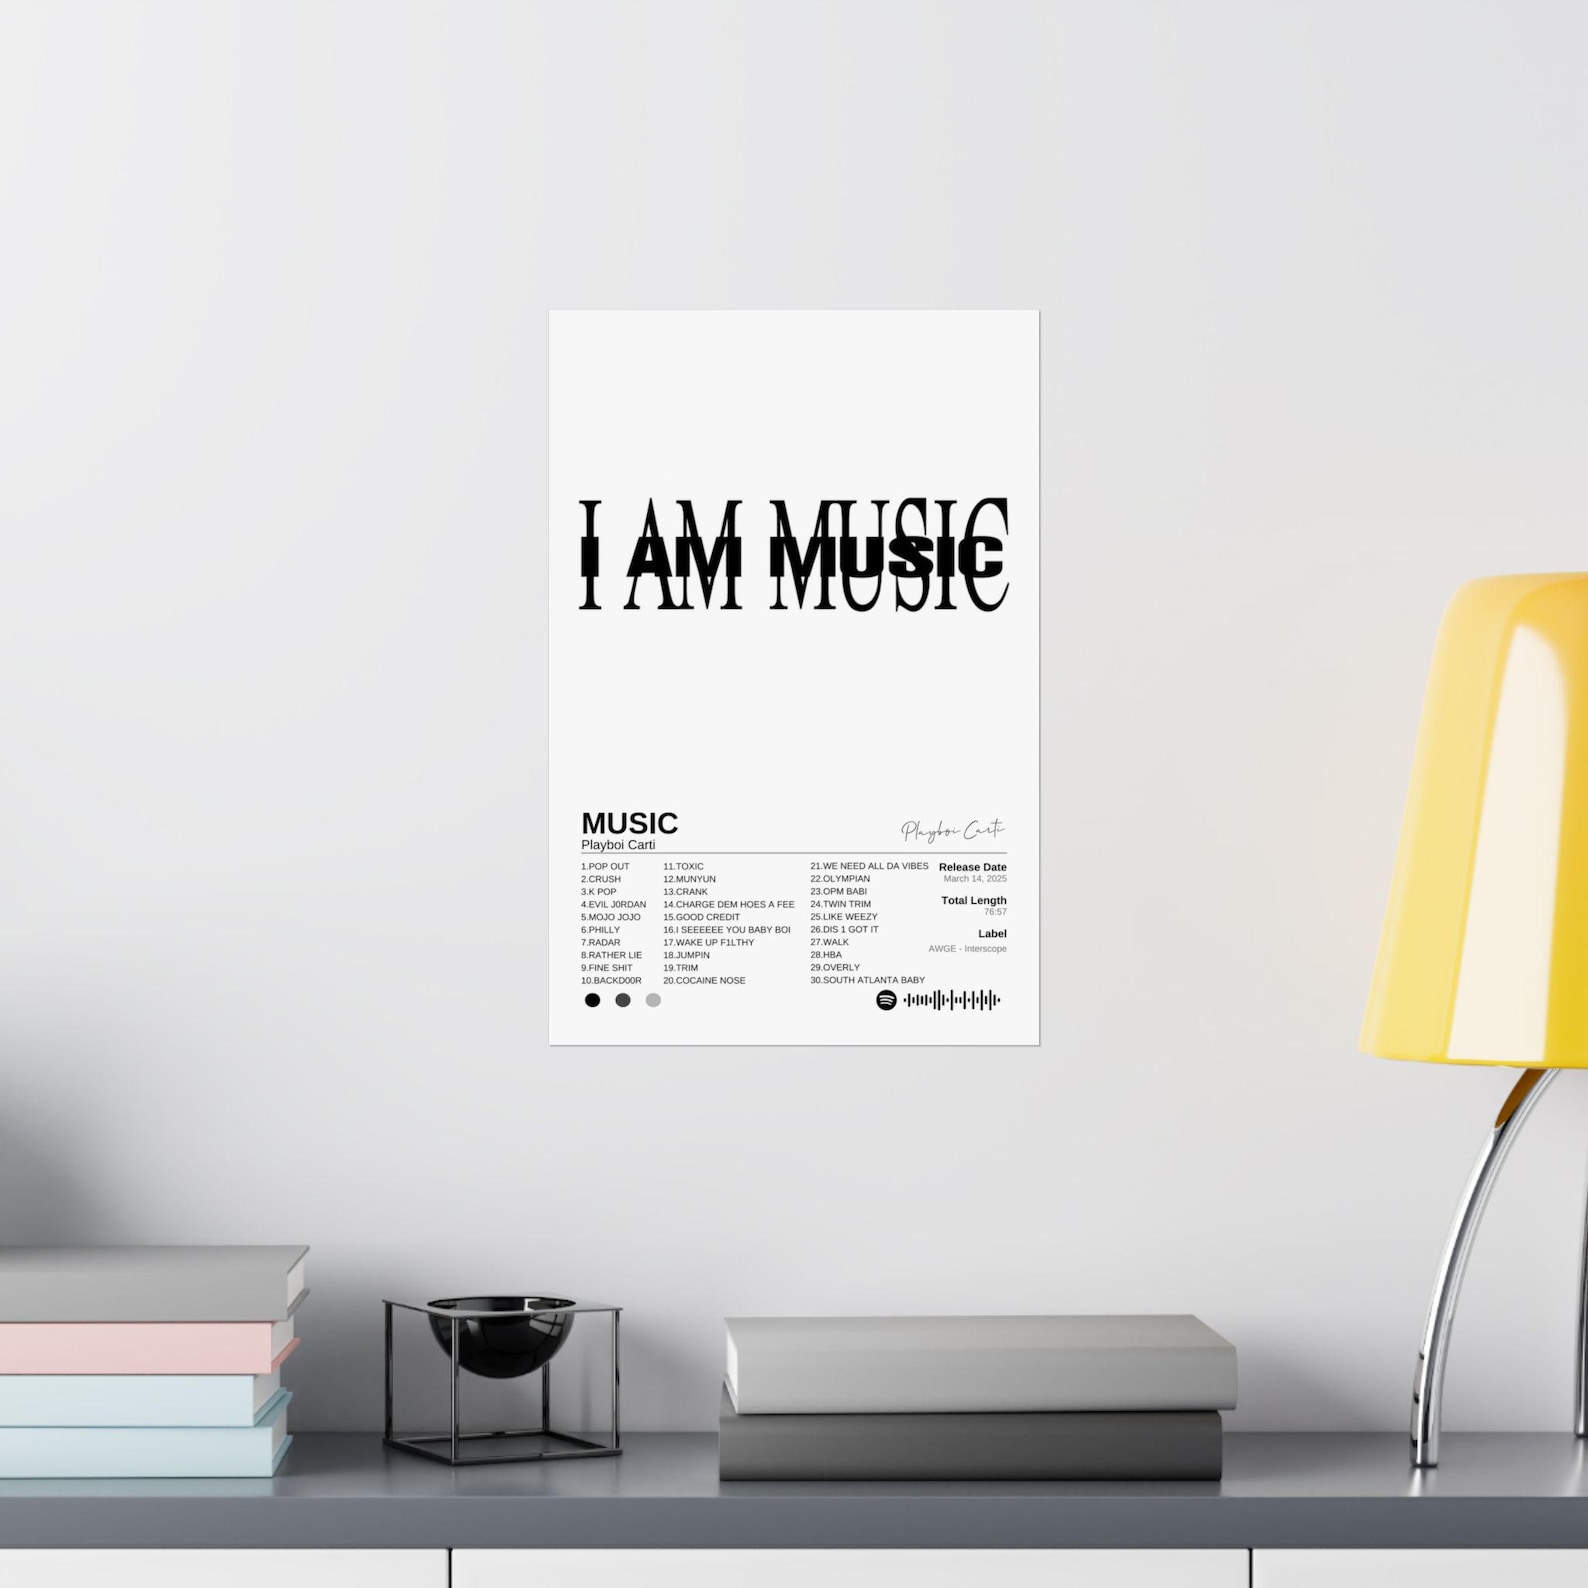 I AM MUSIC
I AM MUSIC
MUSIC
Playboi Carti
Playboi Carti
1.POP OUT
2.CRUSH
3.K POP
4.EVIL J0RDAN
5.MOJO JOJO
6.PHILLY
7.RADAR
8.RATHER LIE
9.FINE SHIT
10.BACKD00R
11.TOXIC
12.MUNYUN
13.CRANK
14.CHARGE DEM HOES A FEE
15.GOOD CREDIT
16.I SEEEEEE YOU BABY BOI
17.WAKE UP F1LTHY
18.JUMPIN
19.TRIM
20.COCAINE NOSE
21.WE NEED ALL DA VIBES
22.OLYMPIAN
23.OPM BABI
24.TWIN TRIM
25.LIKE WEEZY
26.DIS 1 GOT IT
27.WALK
28.HBA
29.OVERLY
30.SOUTH ATLANTA BABY
Release Date
March 14, 2025
Total Length
76:57
Label
AWGE - Interscope